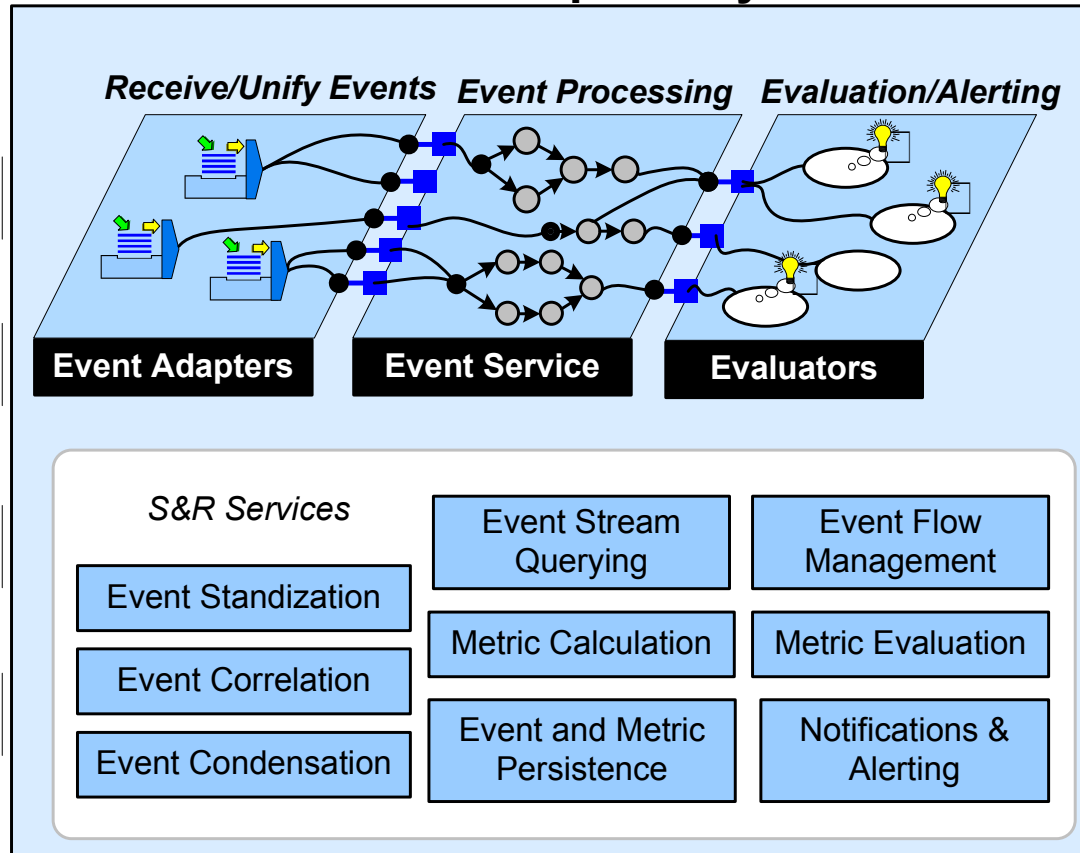 Receive/Unify Events
Event Processing
Evaluation/Alerting
Event Adapters
Event Service
Evaluators
S&R Services
Event Standization
Event Correlation
Event Condensation
Event Stream
Querying
Metric Calculation
Event and Metric
Persistence
Event Flow
Management
Metric Evaluation
Notifications &
Alerting